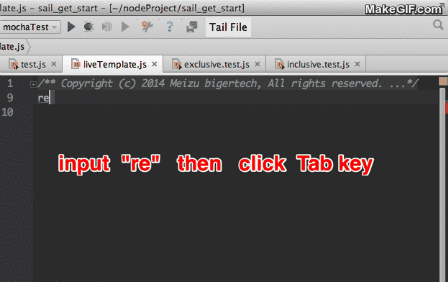 late.js - sail_get_start - [~/nodeProject/sail_get_start]
MakeGIF.com
mochaTest
Tail File
late.js
test.js
liveTemplate.js
exclusive.test.js
inclusive.test.js
1 /** Copyright (c) 2014 Meizu bigertech, All rights reserved. ...*/
9 re
10
input "re" then click Tab key